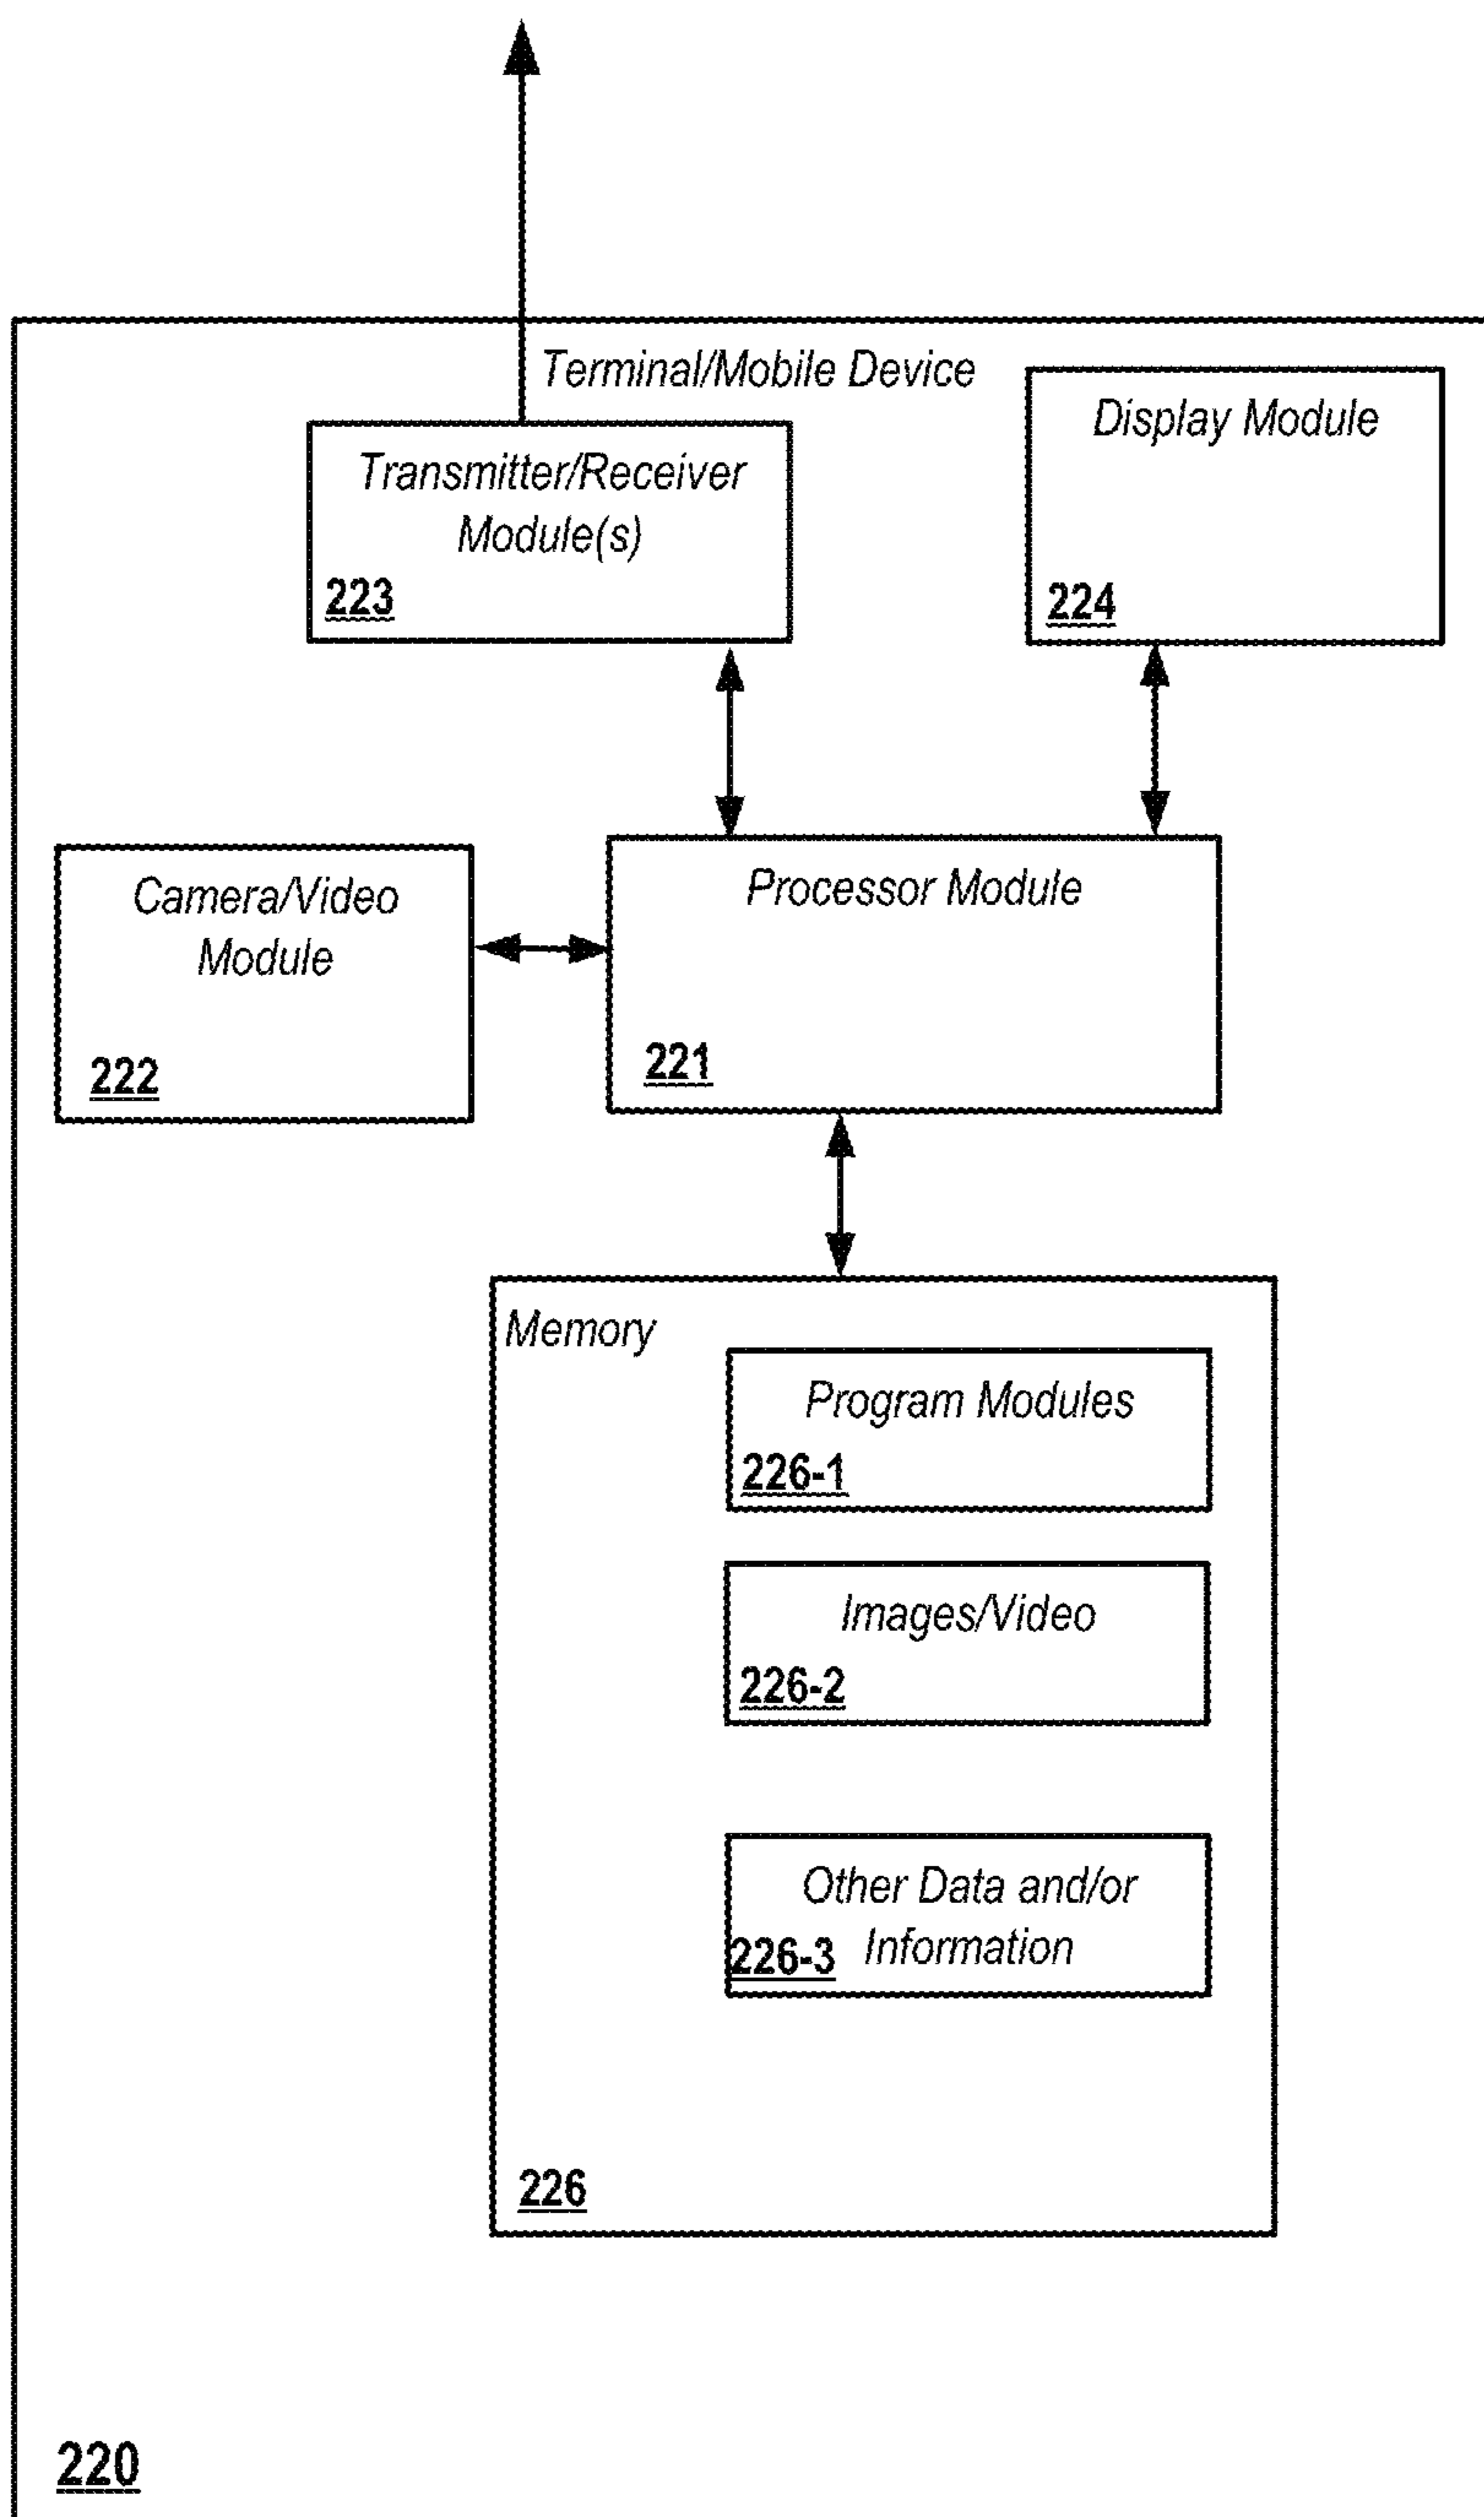 Terminal/Mobile Device
Transmitter/Receiver
Module(s)
223
Display Module
224
Camera/Video
Module
222
Processor Module
221
Memory
Program Modules
226-1
Images/Video
226-2
Other Data and/or
226-3 Information
226
220